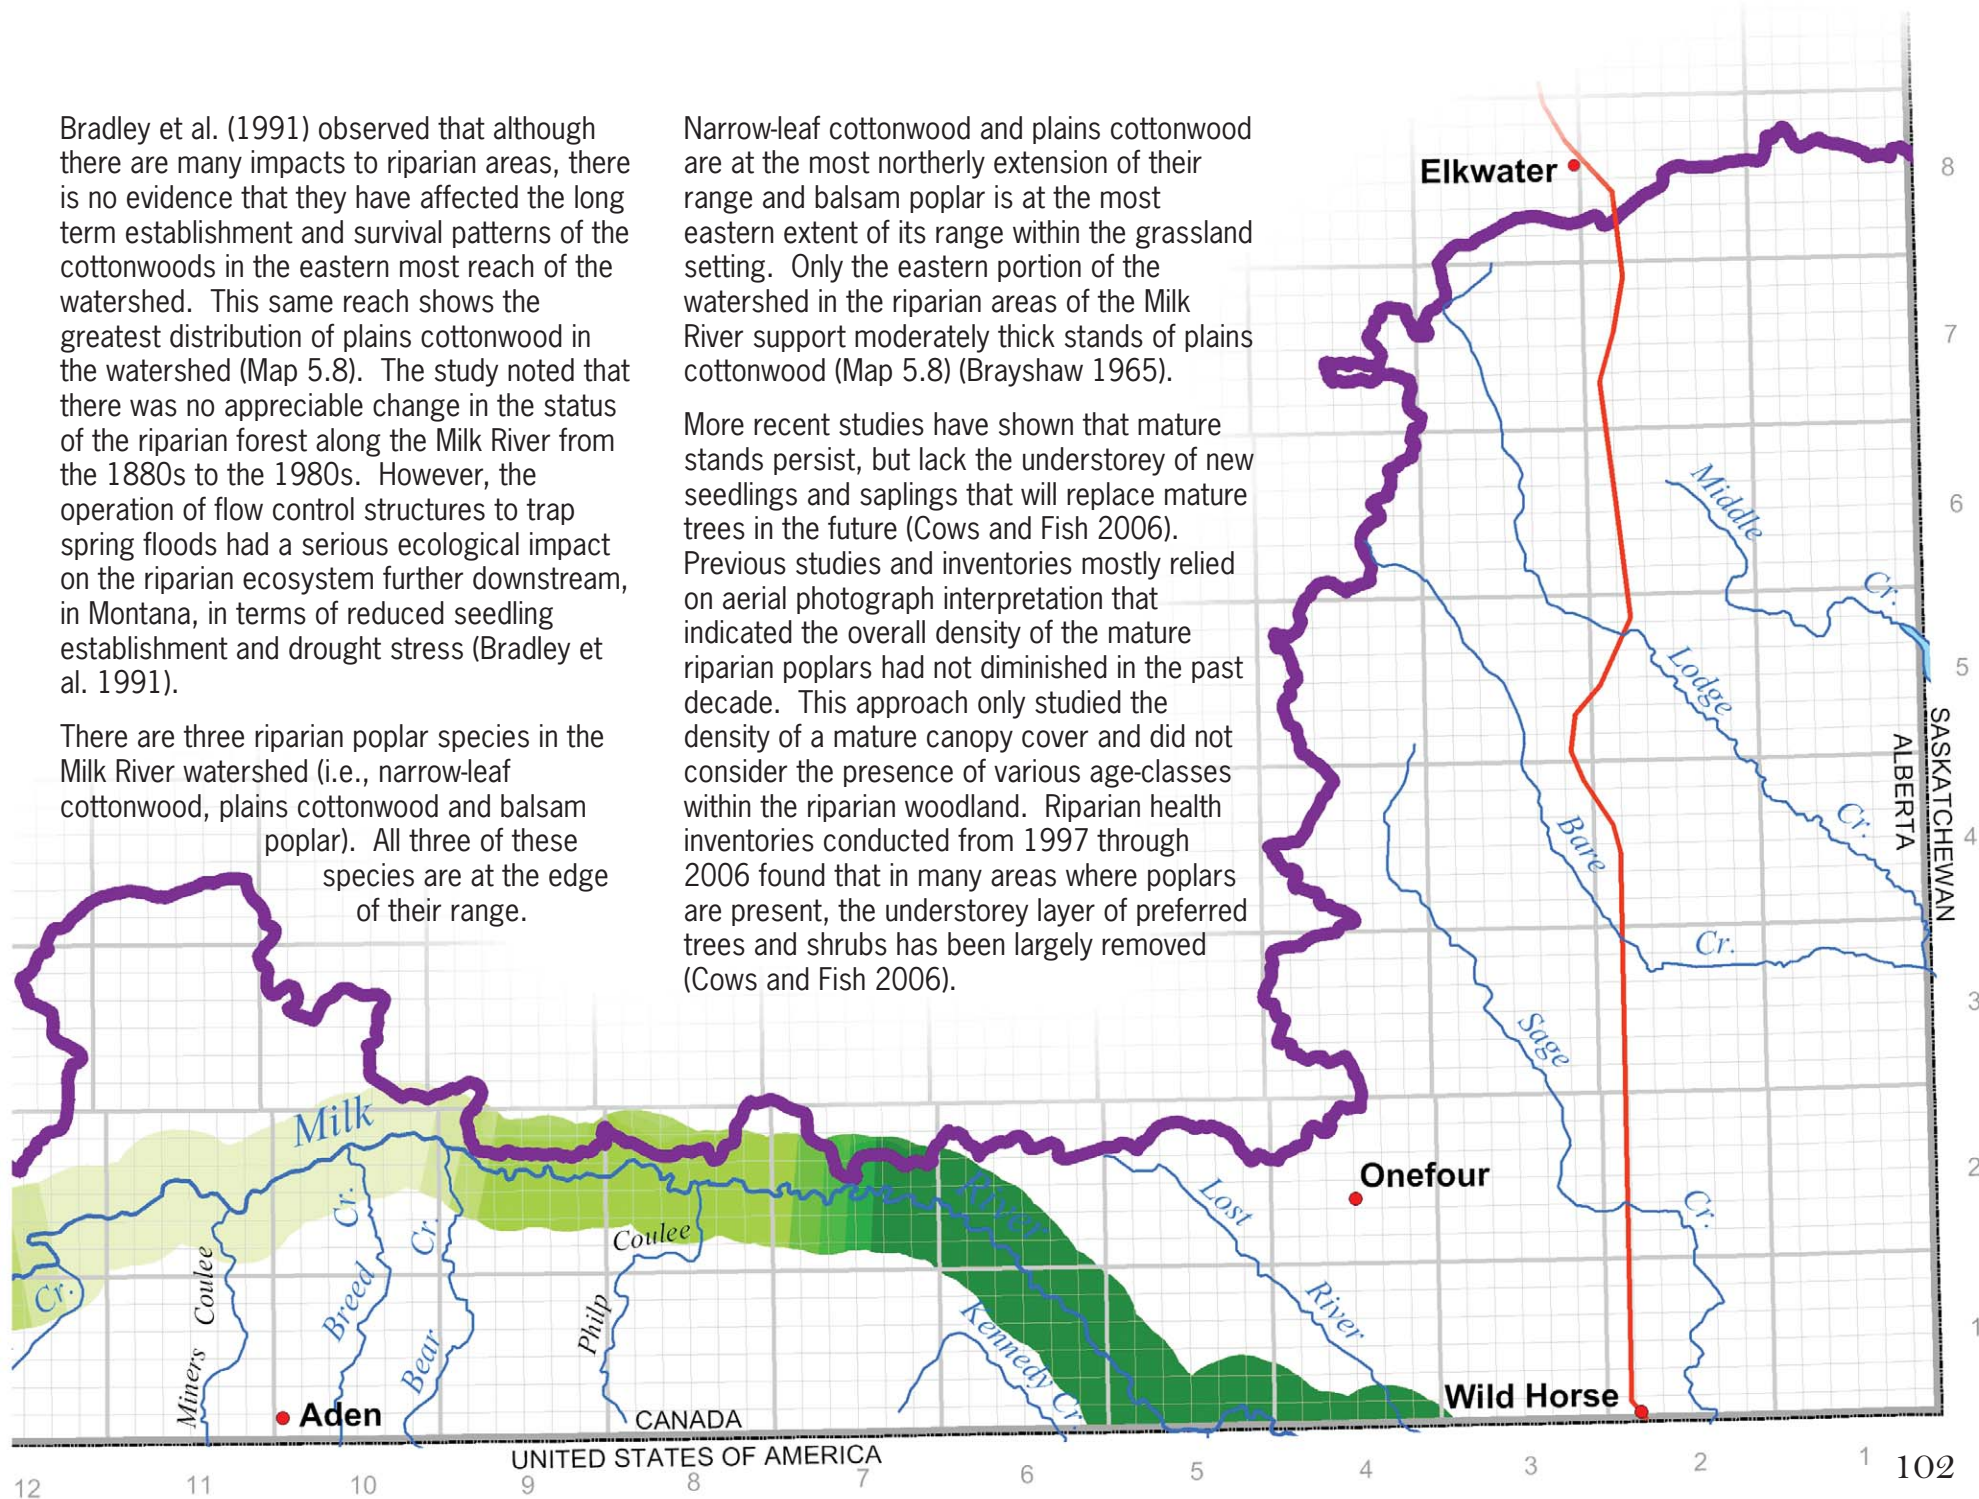 Bradley et al. (1991) observed that although
there are many impacts to riparian areas, there
is no evidence that they have affected the long
term establishment and survival patterns of the
cottonwoods in the eastern most reach of the
watershed.  This same reach shows the
greatest distribution of plains cottonwood in
the watershed (Map 5.8).  The study noted that
there was no appreciable change in the status
of the riparian forest along the Milk River from
the 1880s to the 1980s.  However, the
operation of flow control structures to trap
spring floods had a serious ecological impact
on the riparian ecosystem further downstream,
in Montana, in terms of reduced seedling
establishment and drought stress (Bradley et
al. 1991).
There are three riparian poplar species in the
Milk River watershed (i.e., narrow-leaf
cottonwood, plains cottonwood and balsam
poplar).  All three of these
species are at the edge
of their range.
Narrow-leaf cottonwood and plains cottonwood
are at the most northerly extension of their
range and balsam poplar is at the most
eastern extent of its range within the grassland
setting.  Only the eastern portion of the
watershed in the riparian areas of the Milk
River support moderately thick stands of plains
cottonwood (Map 5.8) (Brayshaw 1965).
More recent studies have shown that mature
stands persist, but lack the understorey of new
seedlings and saplings that will replace mature
trees in the future (Cows and Fish 2006).
Previous studies and inventories mostly relied
on aerial photograph interpretation that
indicated the overall density of the mature
riparian poplars had not diminished in the past
decade.  This approach only studied the
density of a mature canopy cover and did not
consider the presence of various age-classes
within the riparian woodland.  Riparian health
inventories conducted from 1997 through
2006 found that in many areas where poplars
are present, the understorey layer of preferred
trees and shrubs has been largely removed
(Cows and Fish 2006).
Elkwater
8
7
6
5
4
3
2
1
Middle
Cr.
Lodge
Cr.
SASKATCHEWAN
ALBERTA
Bare
Cr.
Sage
Cr.
Onefour
Lost
River
Wild Horse
Milk
River
Cr.
Miners Coulee
Breed
Cr.
Bear
Cr.
Philp
Coulee
Kennedy Cr.
Aden
CANADA
UNITED STATES OF AMERICA
12
11
10
9
8
7
6
5
4
3
2
1
102